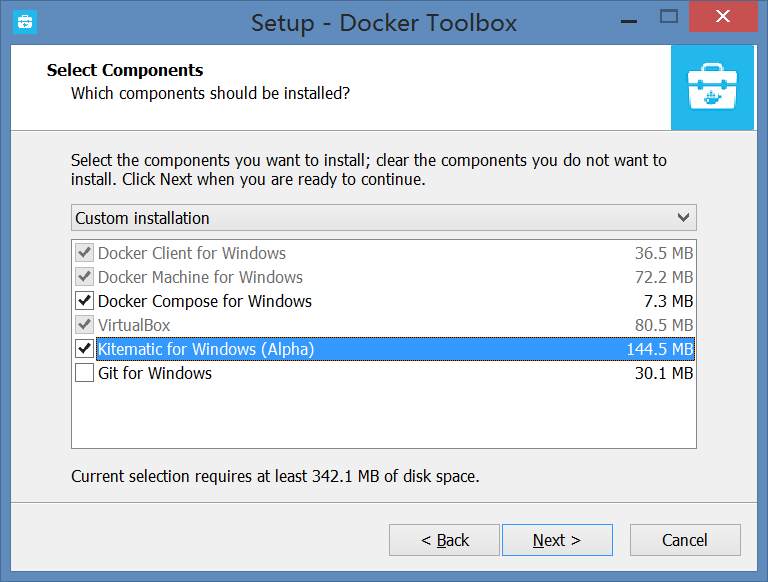 Setup - Docker Toolbox
Select Components
Which components should be installed?
Select the components you want to install; clear the components you do not want to
install. Click Next when you are ready to continue.
Custom installation
Docker Client for Windows 36.5 MB
Docker Machine for Windows 72.2 MB
Docker Compose for Windows 7.3 MB
VirtualBox 80.5 MB
Kitematic for Windows (Alpha) 144.5 MB
Git for Windows 30.1 MB
Current selection requires at least 342.1 MB of disk space.
< Back Next > Cancel